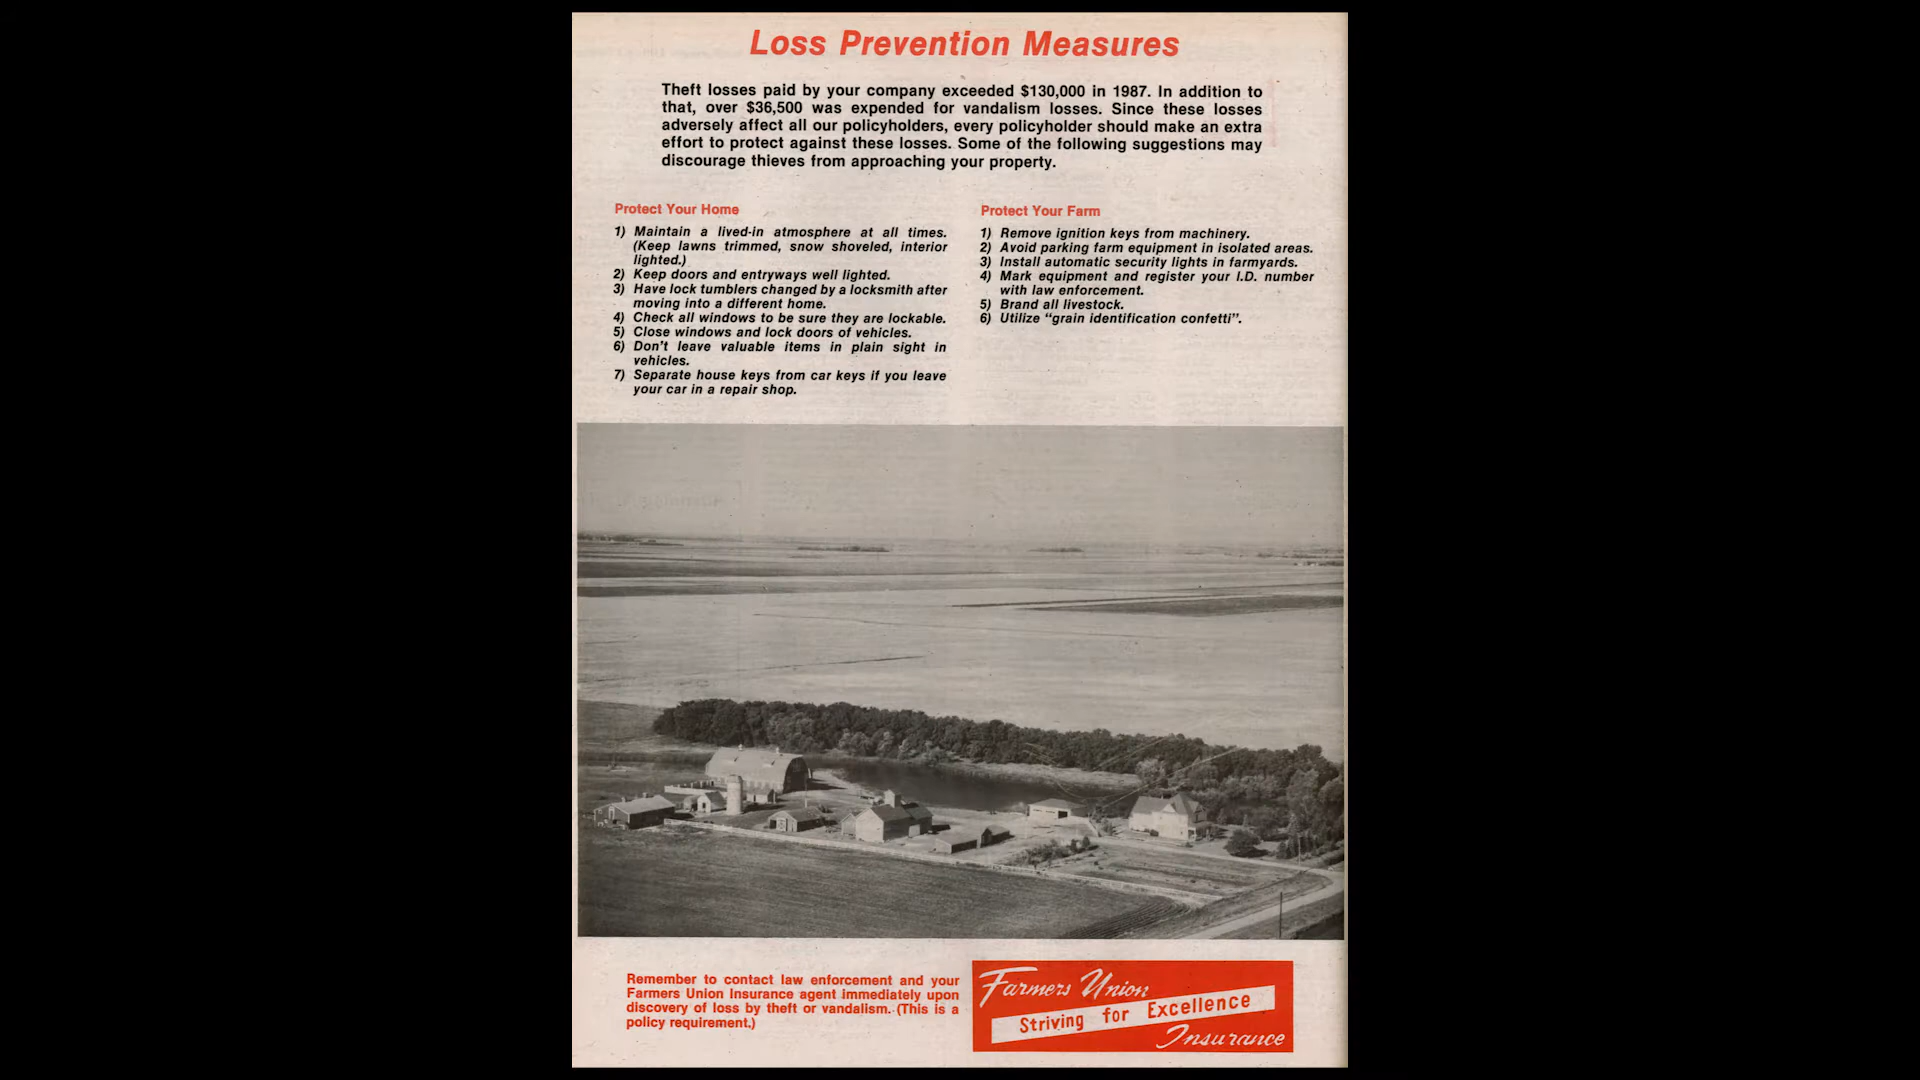 Loss Prevention Measures
Theft losses paid by your company exceeded $130,000 in 1987. In addition to
that, over $36,500 was expended for vandalism losses. Since these losses
adversely affect all our policyholders, every policyholder should make an extra
effort to protect against these losses. Some of the following suggestions may
discourage thieves from approaching your property.
Protect Your Home
1) Maintain a lived-in atmosphere at all times.
(Keep lawns trimmed, snow shoveled, interior
lighted.)
2) Keep doors and entryways well lighted.
3) Have lock tumblers changed by a locksmith after
moving into a different home.
4) Check all windows to be sure they are lockable.
5) Close windows and lock doors of vehicles.
6) Don't leave valuable items in plain sight in
vehicles.
7) Separate house keys from car keys if you leave
your car in a repair shop.
Protect Your Farm
1) Remove ignition keys from machinery.
2) Avoid parking farm equipment in isolated areas.
3) Install automatic security lights in farmyards.
4) Mark equipment and register your I.D. number
with law enforcement.
5) Brand all livestock.
6) Utilize “grain identification confetti”.
Remember to contact law enforcement and your
Farmers Union Insurance agent immediately upon
discovery of loss by theft or vandalism. (This is a
policy requirement.)
Farmers Union
Striving for Excellence
Insurance